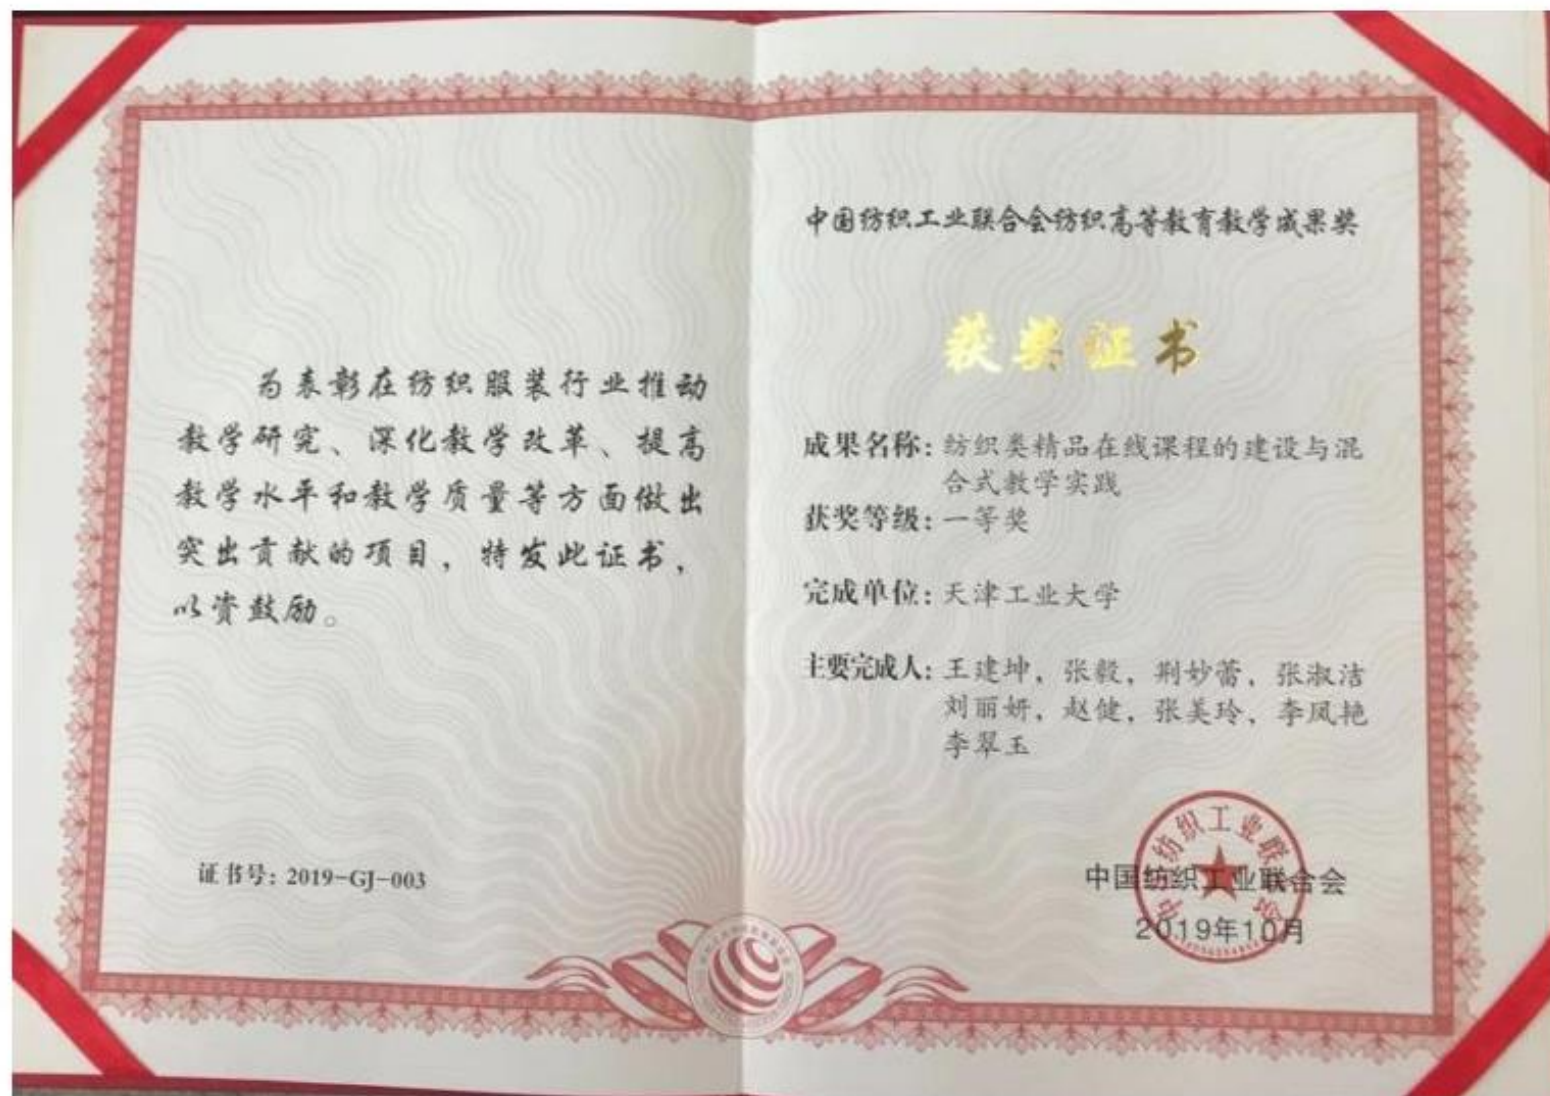 为表彰在纺织服装行业推动
教学研究、深化教学改革、提高
教学水平和教学质量等方面做出
突出贡献的项目，特发此证书，
以资鼓励。
证书号：2019-GJ-003
中国纺织工业联合会纺织高等教育教学成果奖
获奖证书
成果名称：纺织类精品在线课程的建设与混
合式教学实践
获奖等级：一等奖
完成单位：天津工业大学
主要完成人：王建坤，张毅，荆妙蕾，张淑洁
刘丽妍，赵健，张美玲，李凤艳
李翠玉
中国纺织工业联合会
2019年10月
中国纺织工业联合会